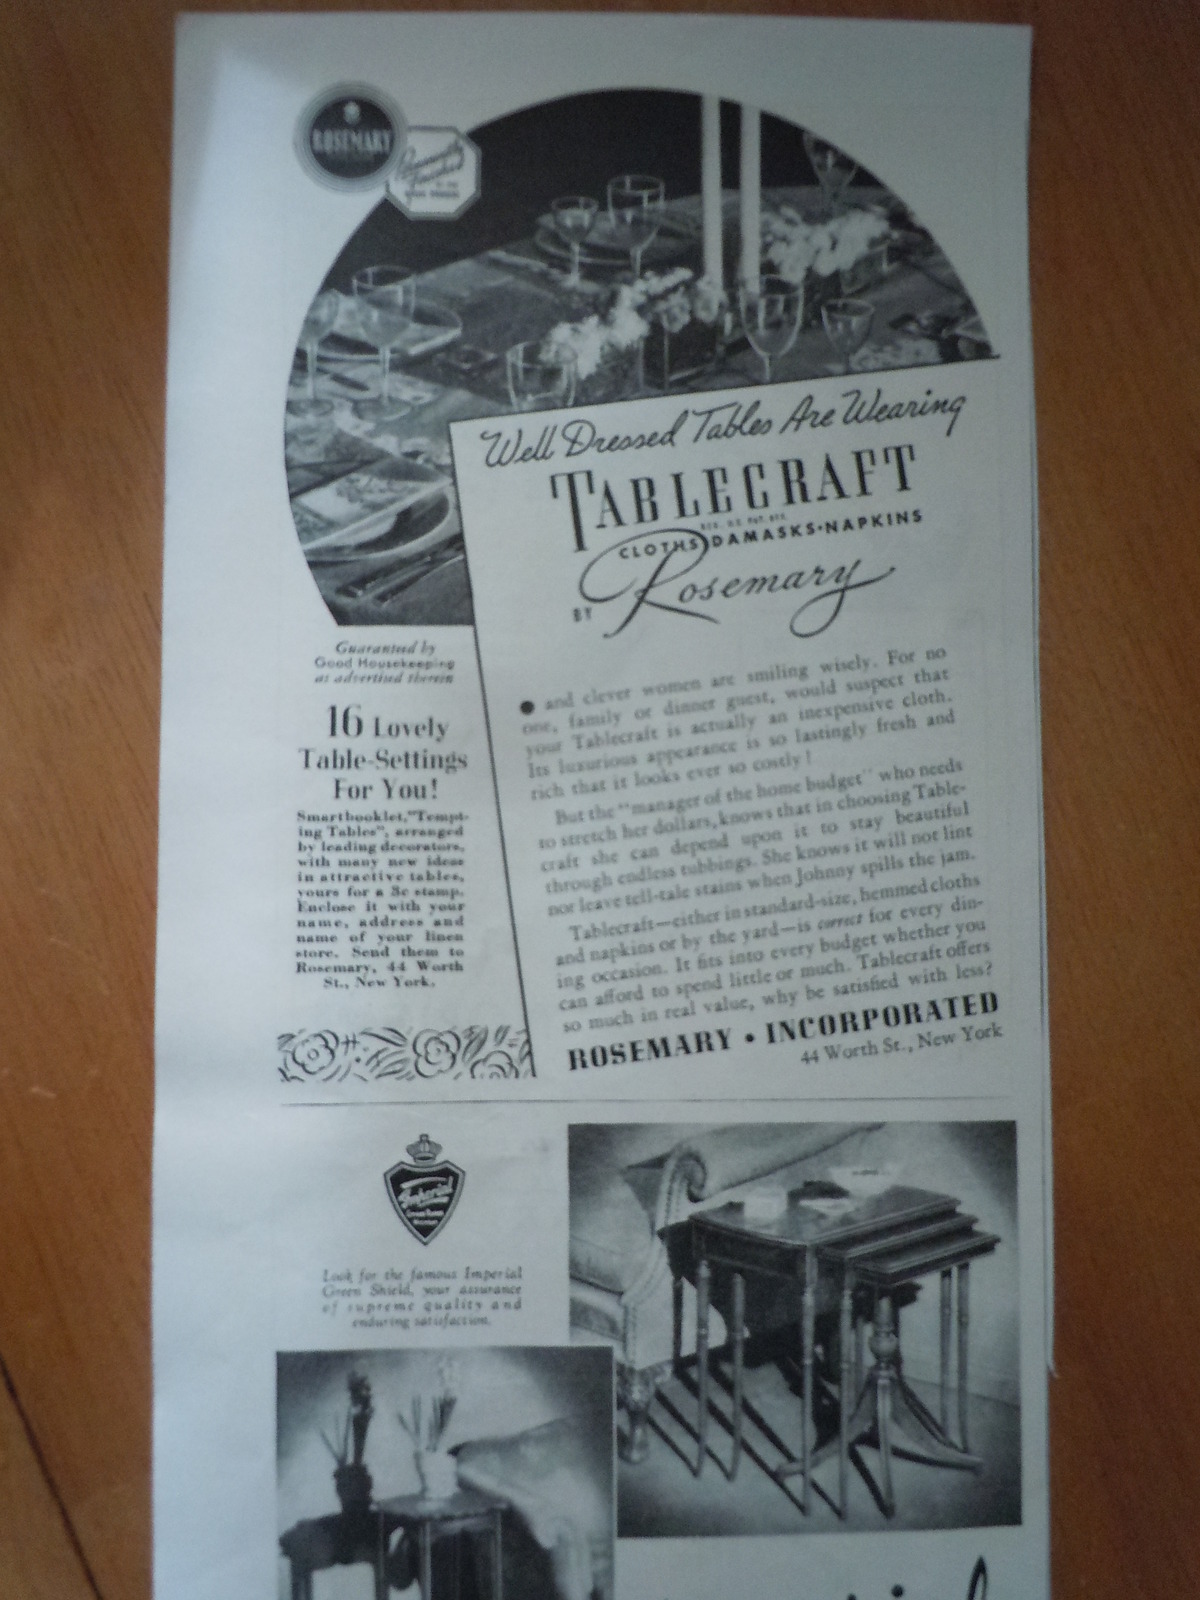 ROSEMARY
Well Dressed Tables Are Wearing
TABLECRAFT
REG. U.S. PAT. OFF.
CLOTHS•DAMASKS•NAPKINS
BY Rosemary
Guaranteed by
Good Housekeeping
as advertised therein
16 Lovely
Table-Settings
For You!
Smart booklet, "Tempt-
ing Tables", arranged
by leading decorators,
with many new ideas
in attractive tables,
yours for a 3c stamp.
Enclose it with your
name, address and
name of your linen
store. Send them to
Rosemary, 44 Worth
St., New York.
● and clever women are smiling wisely. For no
one, family or dinner guest, would suspect that
your Tablecraft is actually an inexpensive cloth.
Its luxurious appearance is so lastingly fresh and
rich that it looks ever so costly!
But the "manager of the home budget" who needs
to stretch her dollars, knows that in choosing Table-
craft she can depend upon it to stay beautiful
through endless tubbings. She knows it will not lint
nor leave tell-tale stains when Johnny spills the jam.
Tablecraft—either in standard-size, hemmed cloths
and napkins or by the yard—is correct for every din-
ing occasion. It fits into every budget whether you
can afford to spend little or much. Tablecraft offers
so much in real value, why be satisfied with less?
ROSEMARY • INCORPORATED
44 Worth St., New York
Imperial
Look for the famous Imperial
Green Shield, your assurance
of supreme quality and
enduring satisfaction.